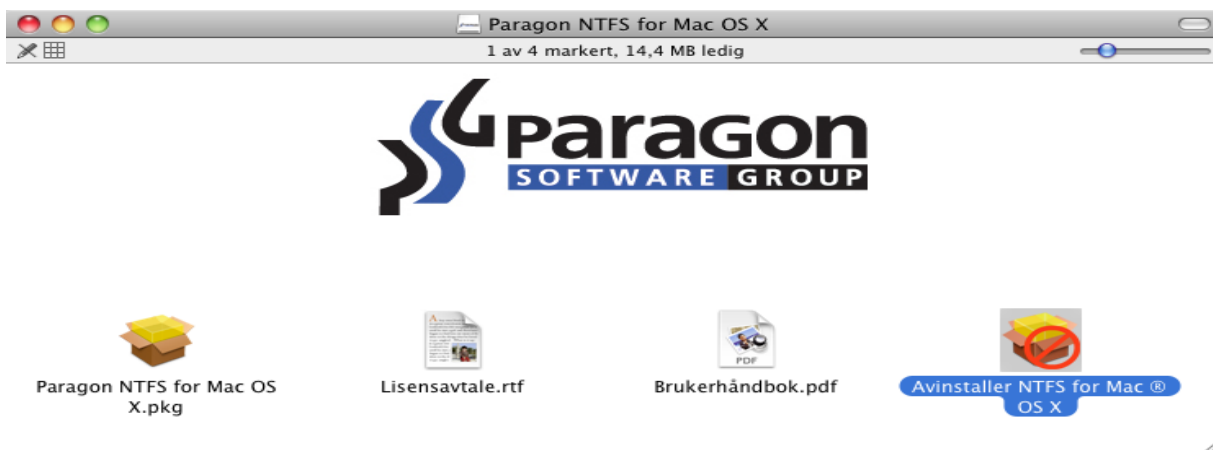 Paragon NTFS for Mac OS X
1 av 4 markert, 14,4 MB ledig
Paragon
SOFTWARE GROUP
Paragon NTFS for Mac OS
X.pkg
Lisensavtale.rtf
PDF
Brukerhåndbok.pdf
Avinstaller NTFS for Mac ®
OS X